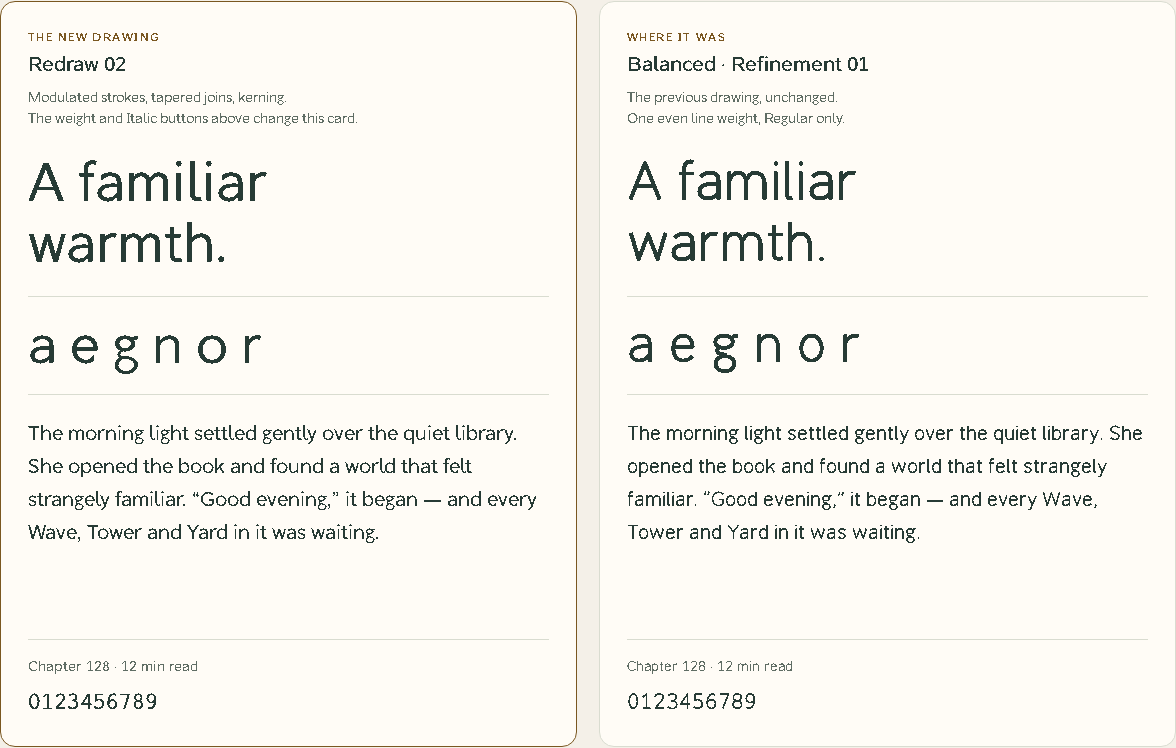 THE NEW DRAWING
Redraw 02
Modulated strokes, tapered joins, kerning.
The weight and Italic buttons above change this card.
A familiar
warmth.
a e g n o r
The morning light settled gently over the quiet library.
She opened the book and found a world that felt
strangely familiar. “Good evening,” it began — and every
Wave, Tower and Yard in it was waiting.
Chapter 128 · 12 min read
0123456789
WHERE IT WAS
Balanced · Refinement 01
The previous drawing, unchanged.
One even line weight, Regular only.
A familiar
warmth.
a e g n o r
The morning light settled gently over the quiet library. She
opened the book and found a world that felt strangely
familiar. “Good evening,” it began — and every Wave,
Tower and Yard in it was waiting.
Chapter 128 · 12 min read
0123456789